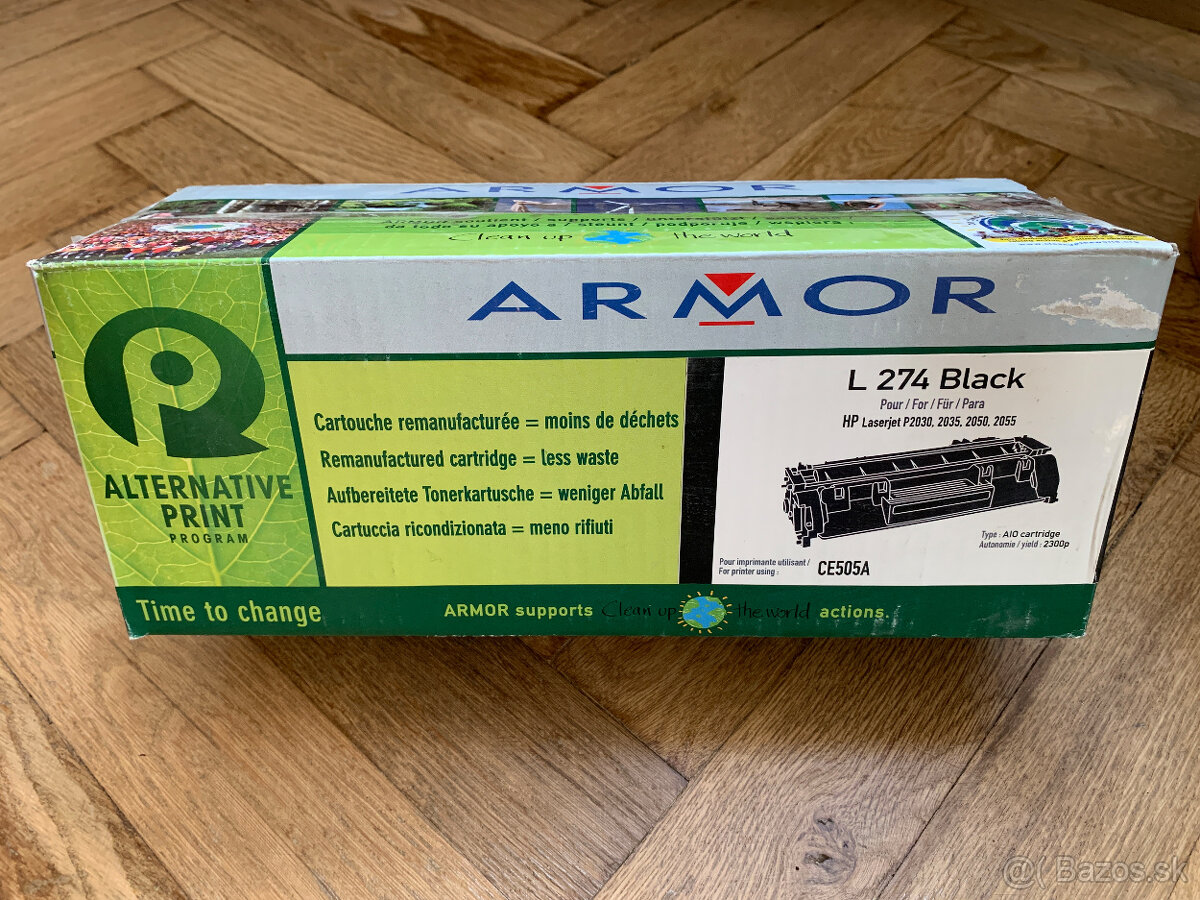 ARMOR
Clean up the world
ARMOR
ALTERNATIVE
PRINT
PROGRAM
Cartouche remanufacturée = moins de déchets
Remanufactured cartridge = less waste
Aufbereitete Tonerkartusche = weniger Abfall
Cartuccia ricondizionata = meno rifiuti
L 274 Black
Pour / For / Für / Para
HP Laserjet P2030, 2035, 2050, 2055
Type : AIO cartridge
Autonomie / yield : 2300p
Pour imprimante utilisant /
For printer using :
CE505A
Time to change
ARMOR supports Clean up the world actions.
@( Bazos.sk